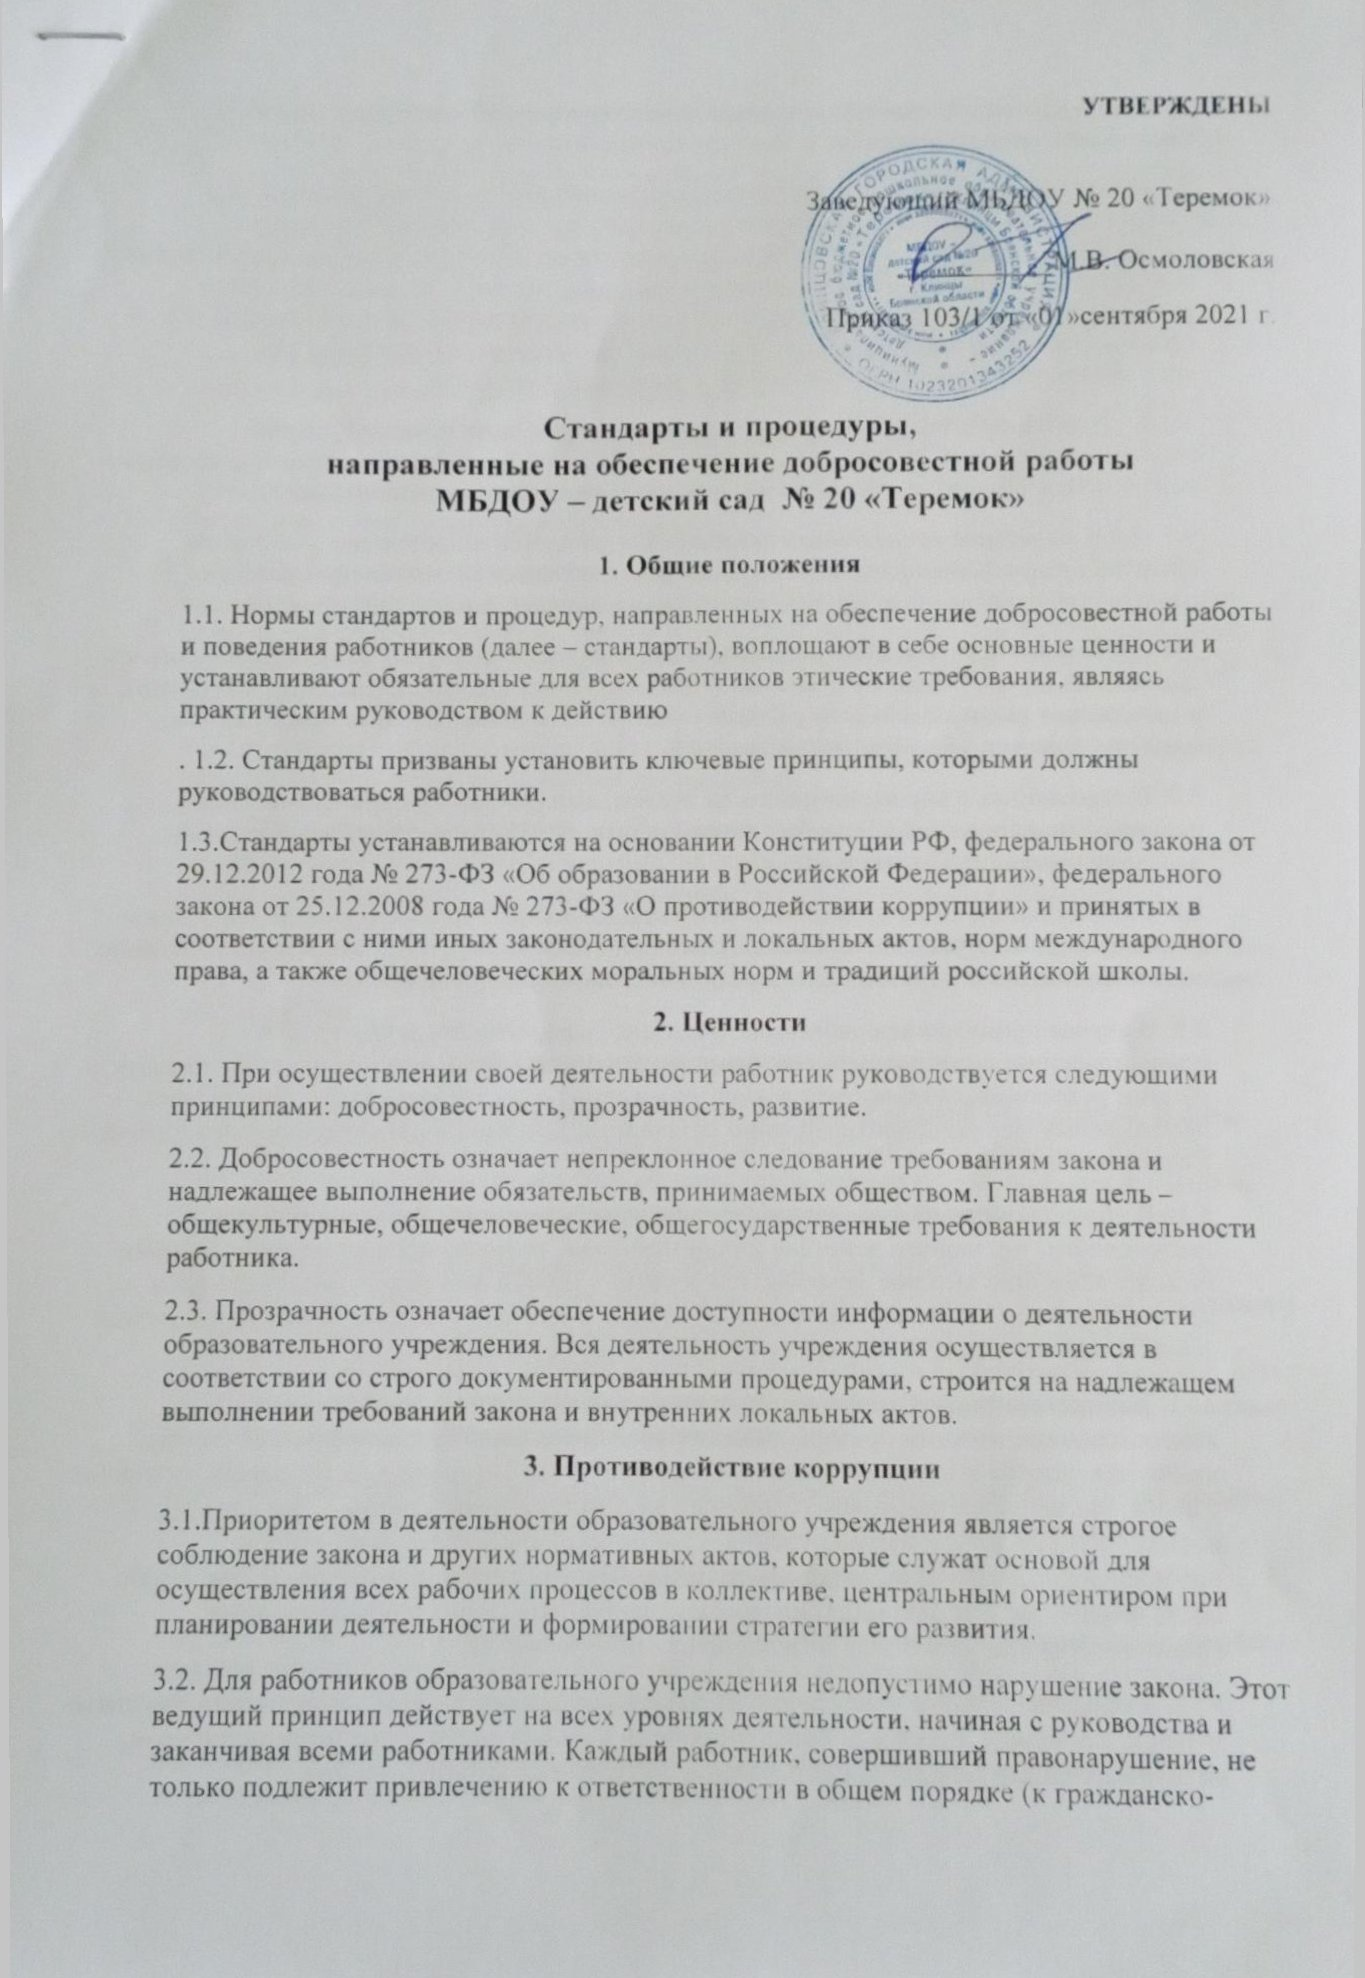 УТВЕРЖДЕНЫ
Заведующий МБДОУ № 20 «Теремок»
М.В. Осмоловская
Приказ 103/1 от «01»сентября 2021 г.
ГОРОДСКАЯ АДМИНИСТРАЦИЯ
ОГРН 1023201343252
МБДОУ –
детский сад №20
«Теремок»
г. Клинцы
Брянской области
Стандарты и процедуры,
направленные на обеспечение добросовестной работы
МБДОУ – детский сад № 20 «Теремок»
1. Общие положения
1.1. Нормы стандартов и процедур, направленных на обеспечение добросовестной работы
и поведения работников (далее – стандарты), воплощают в себе основные ценности и
устанавливают обязательные для всех работников этические требования, являясь
практическим руководством к действию
. 1.2. Стандарты призваны установить ключевые принципы, которыми должны
руководствоваться работники.
1.3.Стандарты устанавливаются на основании Конституции РФ, федерального закона от
29.12.2012 года № 273-ФЗ «Об образовании в Российской Федерации», федерального
закона от 25.12.2008 года № 273-ФЗ «О противодействии коррупции» и принятых в
соответствии с ними иных законодательных и локальных актов, норм международного
права, а также общечеловеческих моральных норм и традиций российской школы.
2. Ценности
2.1. При осуществлении своей деятельности работник руководствуется следующими
принципами: добросовестность, прозрачность, развитие.
2.2. Добросовестность означает непреклонное следование требованиям закона и
надлежащее выполнение обязательств, принимаемых обществом. Главная цель –
общекультурные, общечеловеческие, общегосударственные требования к деятельности
работника.
2.3. Прозрачность означает обеспечение доступности информации о деятельности
образовательного учреждения. Вся деятельность учреждения осуществляется в
соответствии со строго документированными процедурами, строится на надлежащем
выполнении требований закона и внутренних локальных актов.
3. Противодействие коррупции
3.1.Приоритетом в деятельности образовательного учреждения является строгое
соблюдение закона и других нормативных актов, которые служат основой для
осуществления всех рабочих процессов в коллективе, центральным ориентиром при
планировании деятельности и формировании стратегии его развития.
3.2. Для работников образовательного учреждения недопустимо нарушение закона. Этот
ведущий принцип действует на всех уровнях деятельности, начиная с руководства и
заканчивая всеми работниками. Каждый работник, совершивший правонарушение, не
только подлежит привлечению к ответственности в общем порядке (к гражданско-